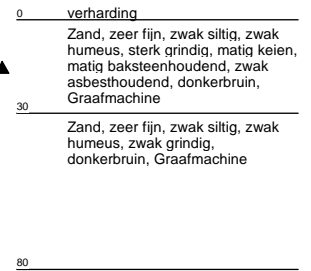 0 verharding
Zand, zeer fijn, zwak siltig, zwak
humeus, sterk grindig, matig keien,
matig baksteenhoudend, zwak
asbesthoudend, donkerbruin,
Graafmachine
30
Zand, zeer fijn, zwak siltig, zwak
humeus, zwak grindig,
donkerbruin, Graafmachine
80